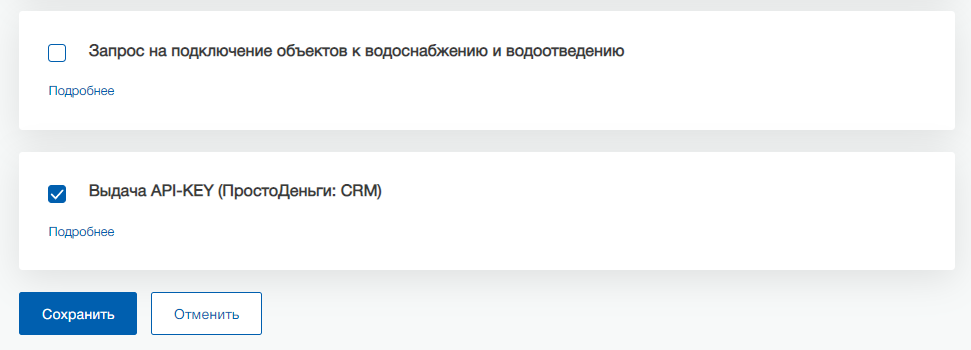 Запрос на подключение объектов к водоснабжению и водоотведению
Подробнее
Выдача API-KEY (ПростоДеньги: CRM)
Подробнее
Сохранить
Отменить